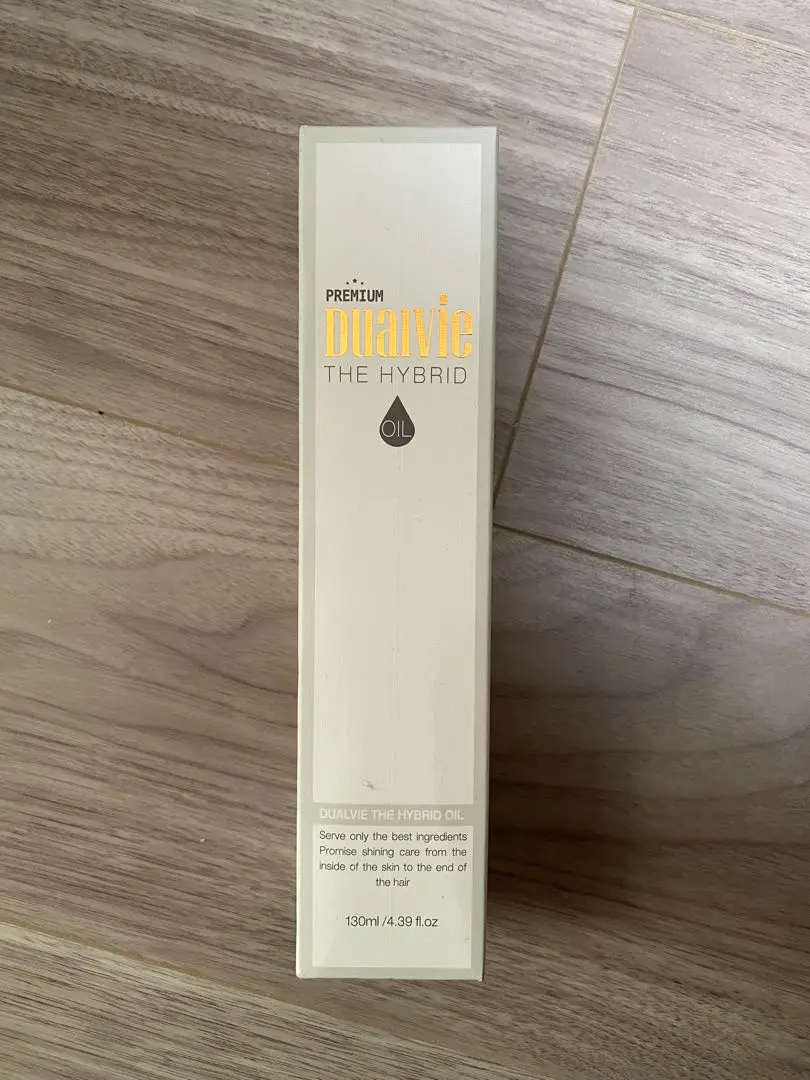 PREMIUM
Dualvie
THE HYBRID
OIL
DUALVIE THE HYBRID OIL
Serve only the best ingredients
Promise shining care from the
inside of the skin to the end of
the hair
130ml /4.39 fl.oz